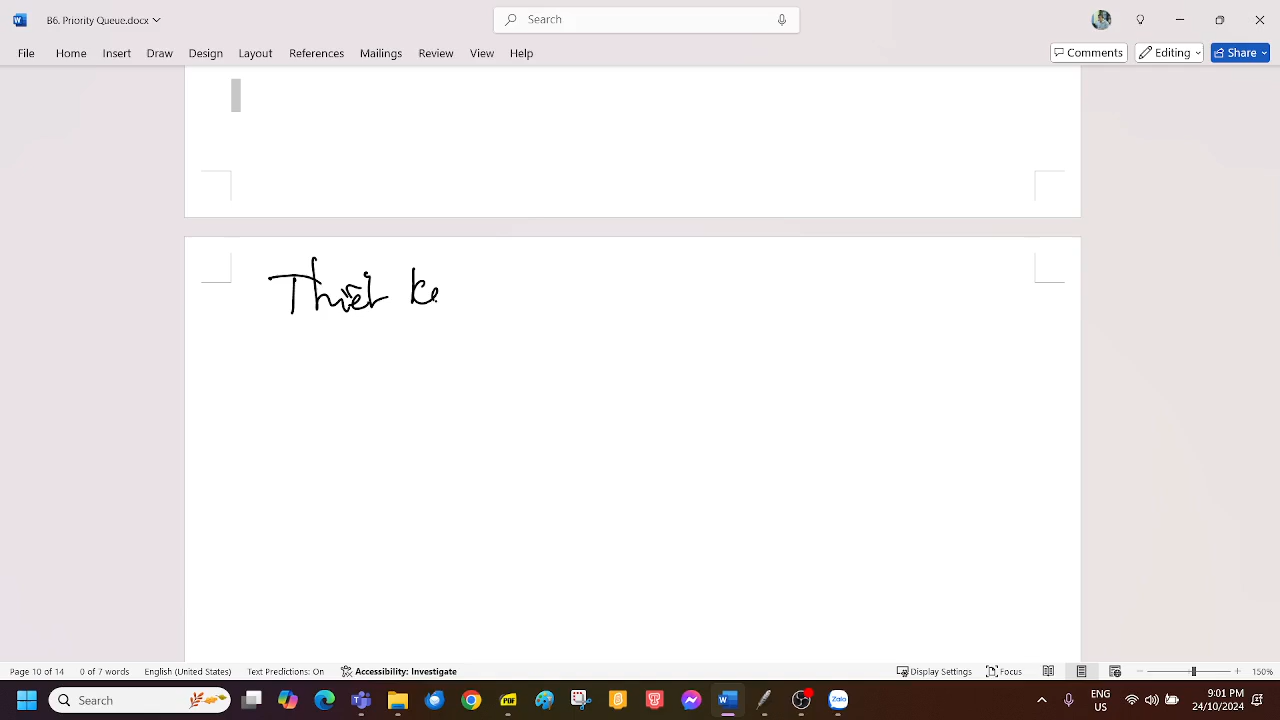 B6. Priority Queue.docx
Search
File Home Insert Draw Design Layout References Mailings Review View Help
Comments Editing Share
Thiết ke
Page 10 of 14 0 of 7 words English (United States) Text Predictions: On Accessibility: Investigate Display Settings Focus 150%
Search PDF Zalo ENG US 9:01 PM 24/10/2024